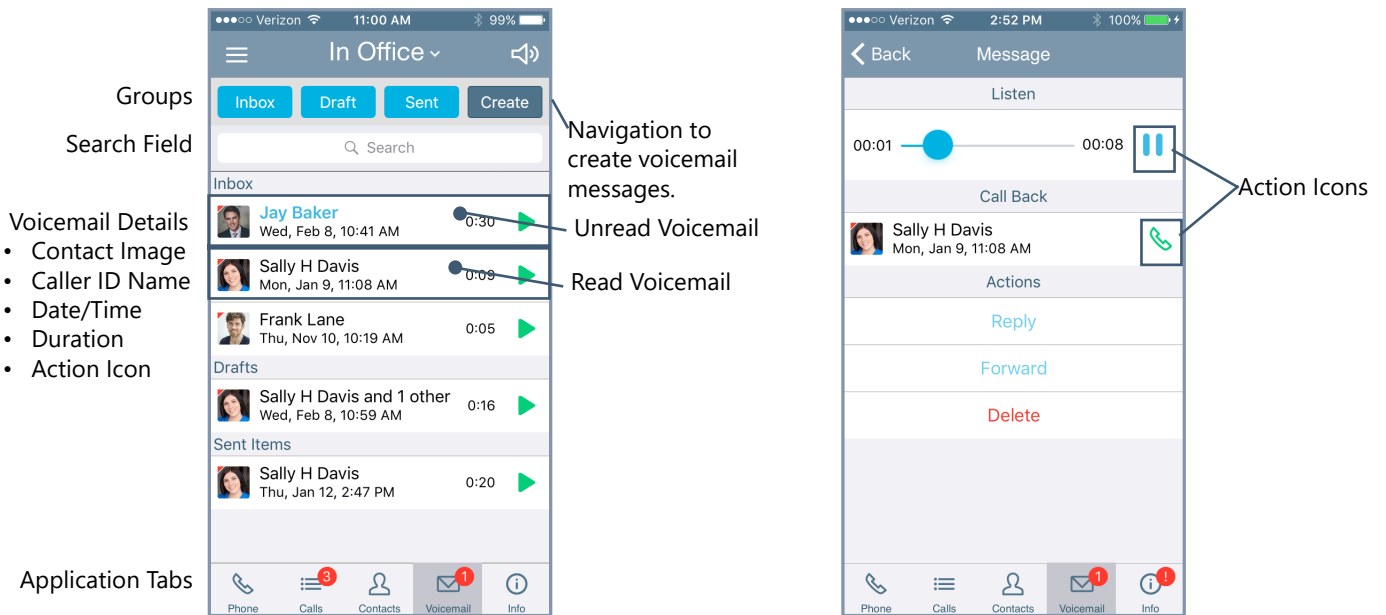 ●●●○○ Verizon 11:00 AM 99%
In Office
Groups
Inbox Draft Sent Create
Search Field
Search
Navigation to
create voicemail
messages.
Inbox
Voicemail Details
• Contact Image
• Caller ID Name
• Date/Time
• Duration
• Action Icon
Jay Baker
Wed, Feb 8, 10:41 AM
0:30
Unread Voicemail
Sally H Davis
Mon, Jan 9, 11:08 AM
0:09
Read Voicemail
Frank Lane
Thu, Nov 10, 10:19 AM
0:05
Drafts
Sally H Davis and 1 other
Wed, Feb 8, 10:59 AM
0:16
Sent Items
Sally H Davis
Thu, Jan 12, 2:47 PM
0:20
Application Tabs
3 1
Phone Calls Contacts Voicemail Info
●●●○○ Verizon 2:52 PM 100%
Back Message
Listen
00:01 00:08
Action Icons
Call Back
Sally H Davis
Mon, Jan 9, 11:08 AM
Actions
Reply
Forward
Delete
1 !
Phone Calls Contacts Voicemail Info